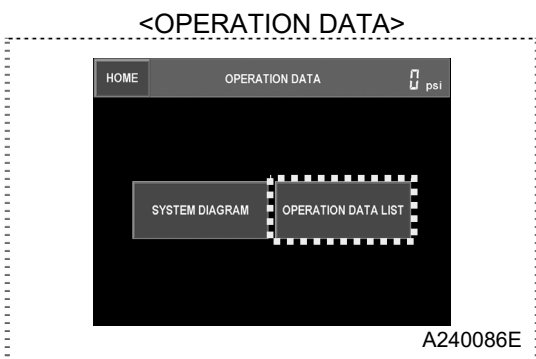 <OPERATION DATA>
HOME OPERATION DATA 0 psi
SYSTEM DIAGRAM OPERATION DATA LIST
A240086E